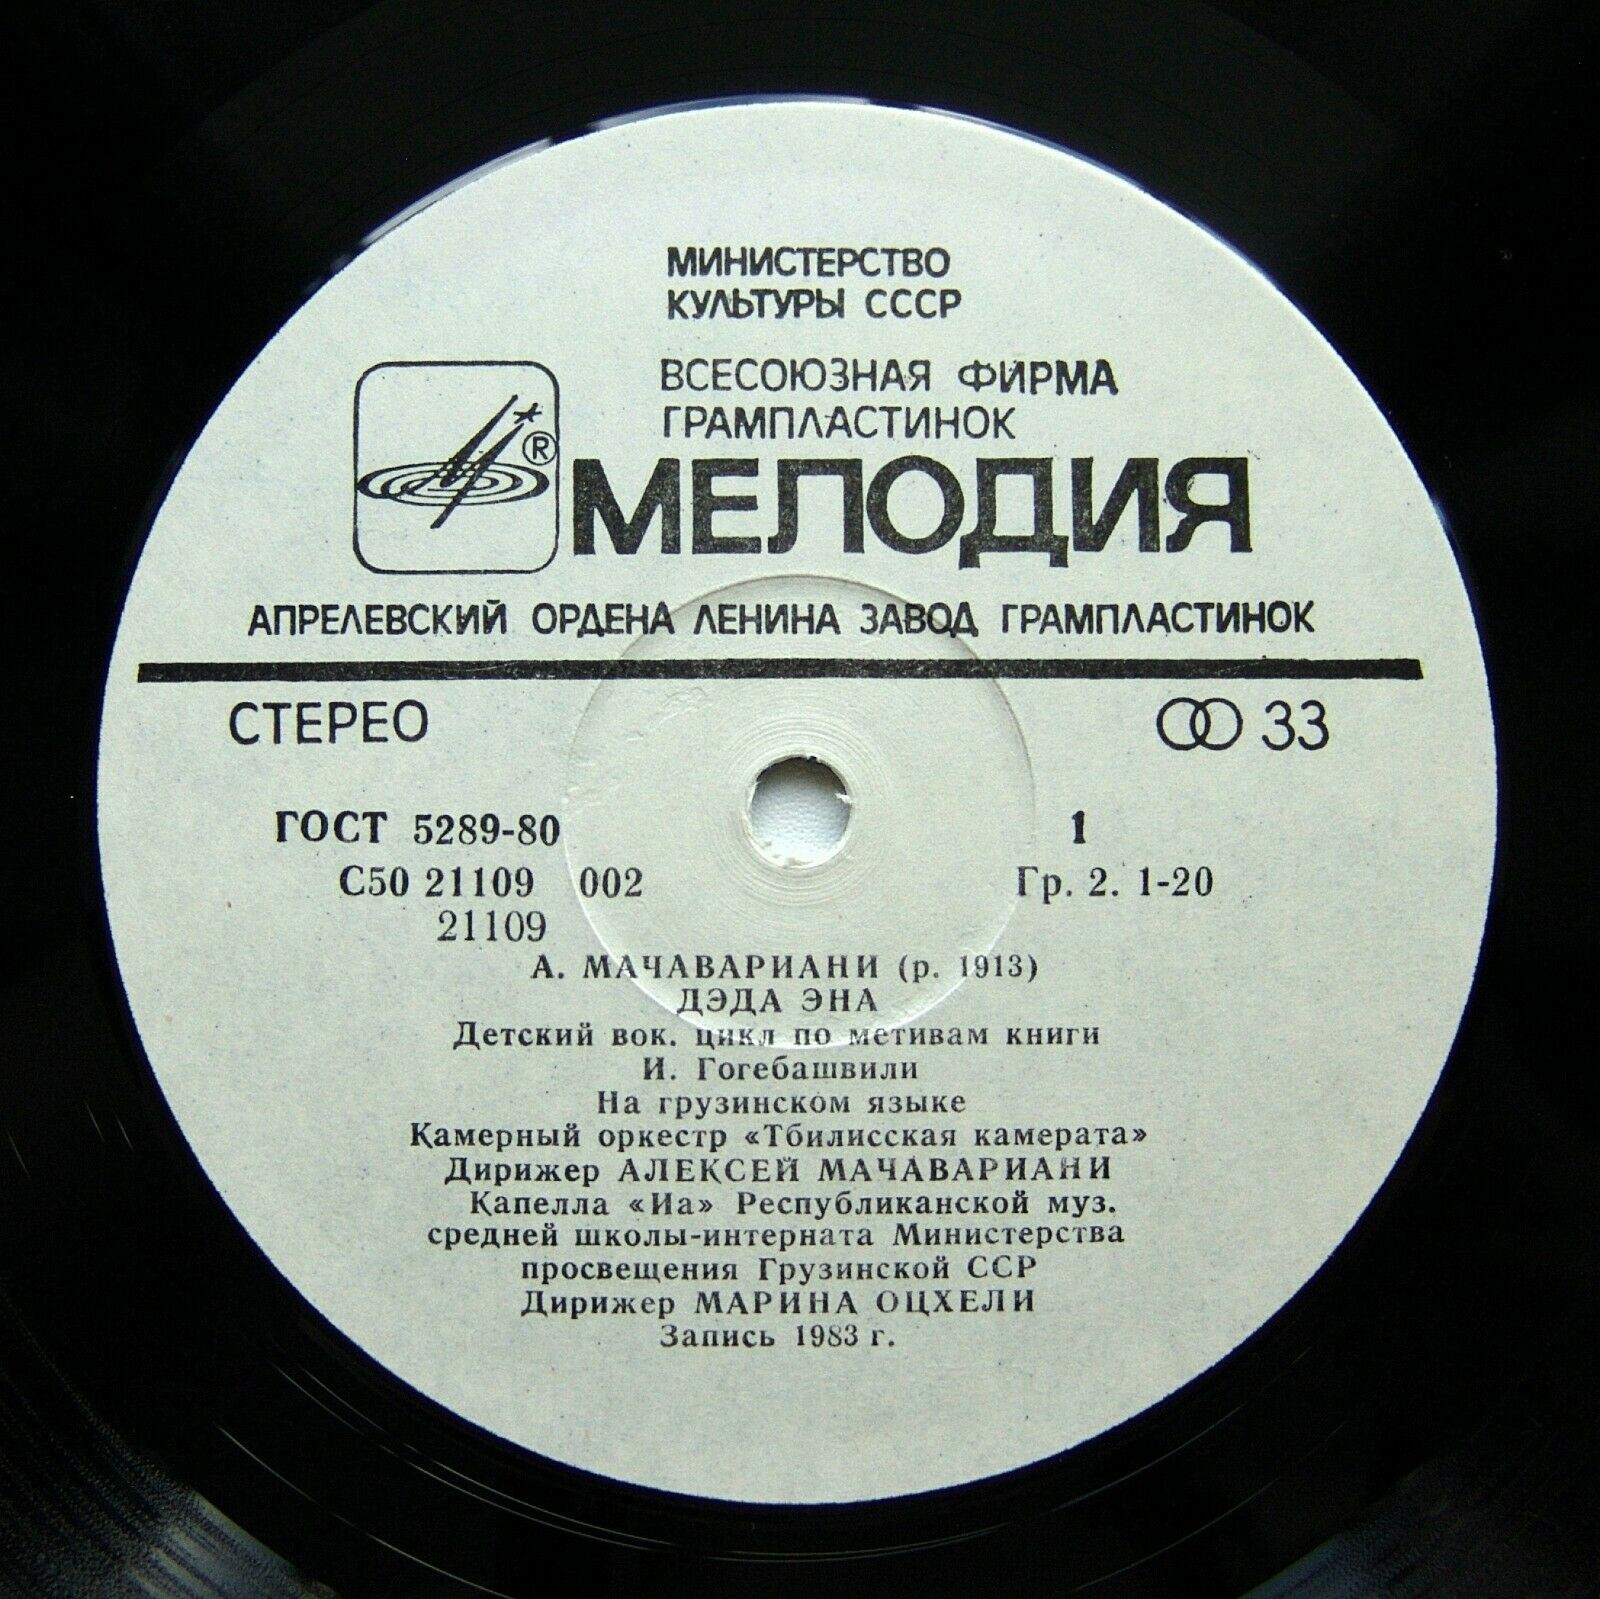 МИНИСТЕРСТВО
КУЛЬТУРЫ СССР
ВСЕСОЮЗНАЯ ФИРМА
ГРАМПЛАСТИНОК
®
МЕЛОДИЯ
АПРЕЛЕВСКИЙ ОРДЕНА ЛЕНИНА ЗАВОД ГРАМПЛАСТИНОК
СТЕРЕО 33
ГОСТ 5289-80 1
С50 21109 002 Гр. 2. 1-20
21109
А. МАЧАВАРИАНИ (р. 1913)
ДЭДА ЭНА
Детский вок. цикл по мотивам книги
И. Гогебашвили
На грузинском языке
Камерный оркестр «Тбилисская камерата»
Дирижер АЛЕКСЕЙ МАЧАВАРИАНИ
Капелла «Иа» Республиканской муз.
средней школы-интерната Министерства
просвещения Грузинской ССР
Дирижер МАРИНА ОЦХЕЛИ
Запись 1983 г.